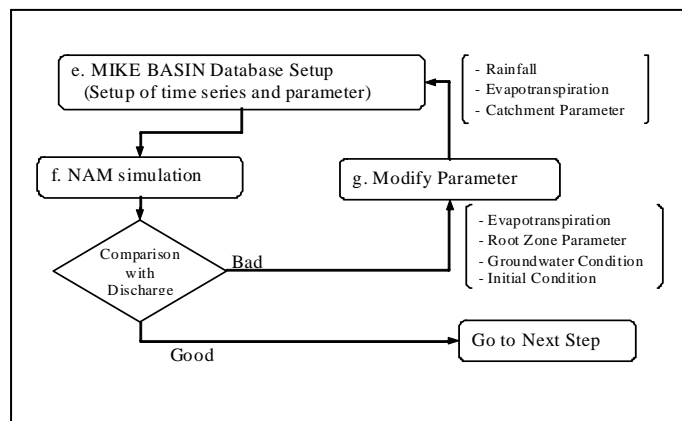 e. MIKE BASIN Database Setup
(Setup of time series and parameter)
- Rainfall
- Evapotranspiration
- Catchment Parameter
f. NAM simulation
g. Modify Parameter
Comparison
with
Discharge
Bad
- Evapotranspiration
- Root Zone Parameter
- Groundwater Condition
- Initial Condition
Good
Go to Next Step